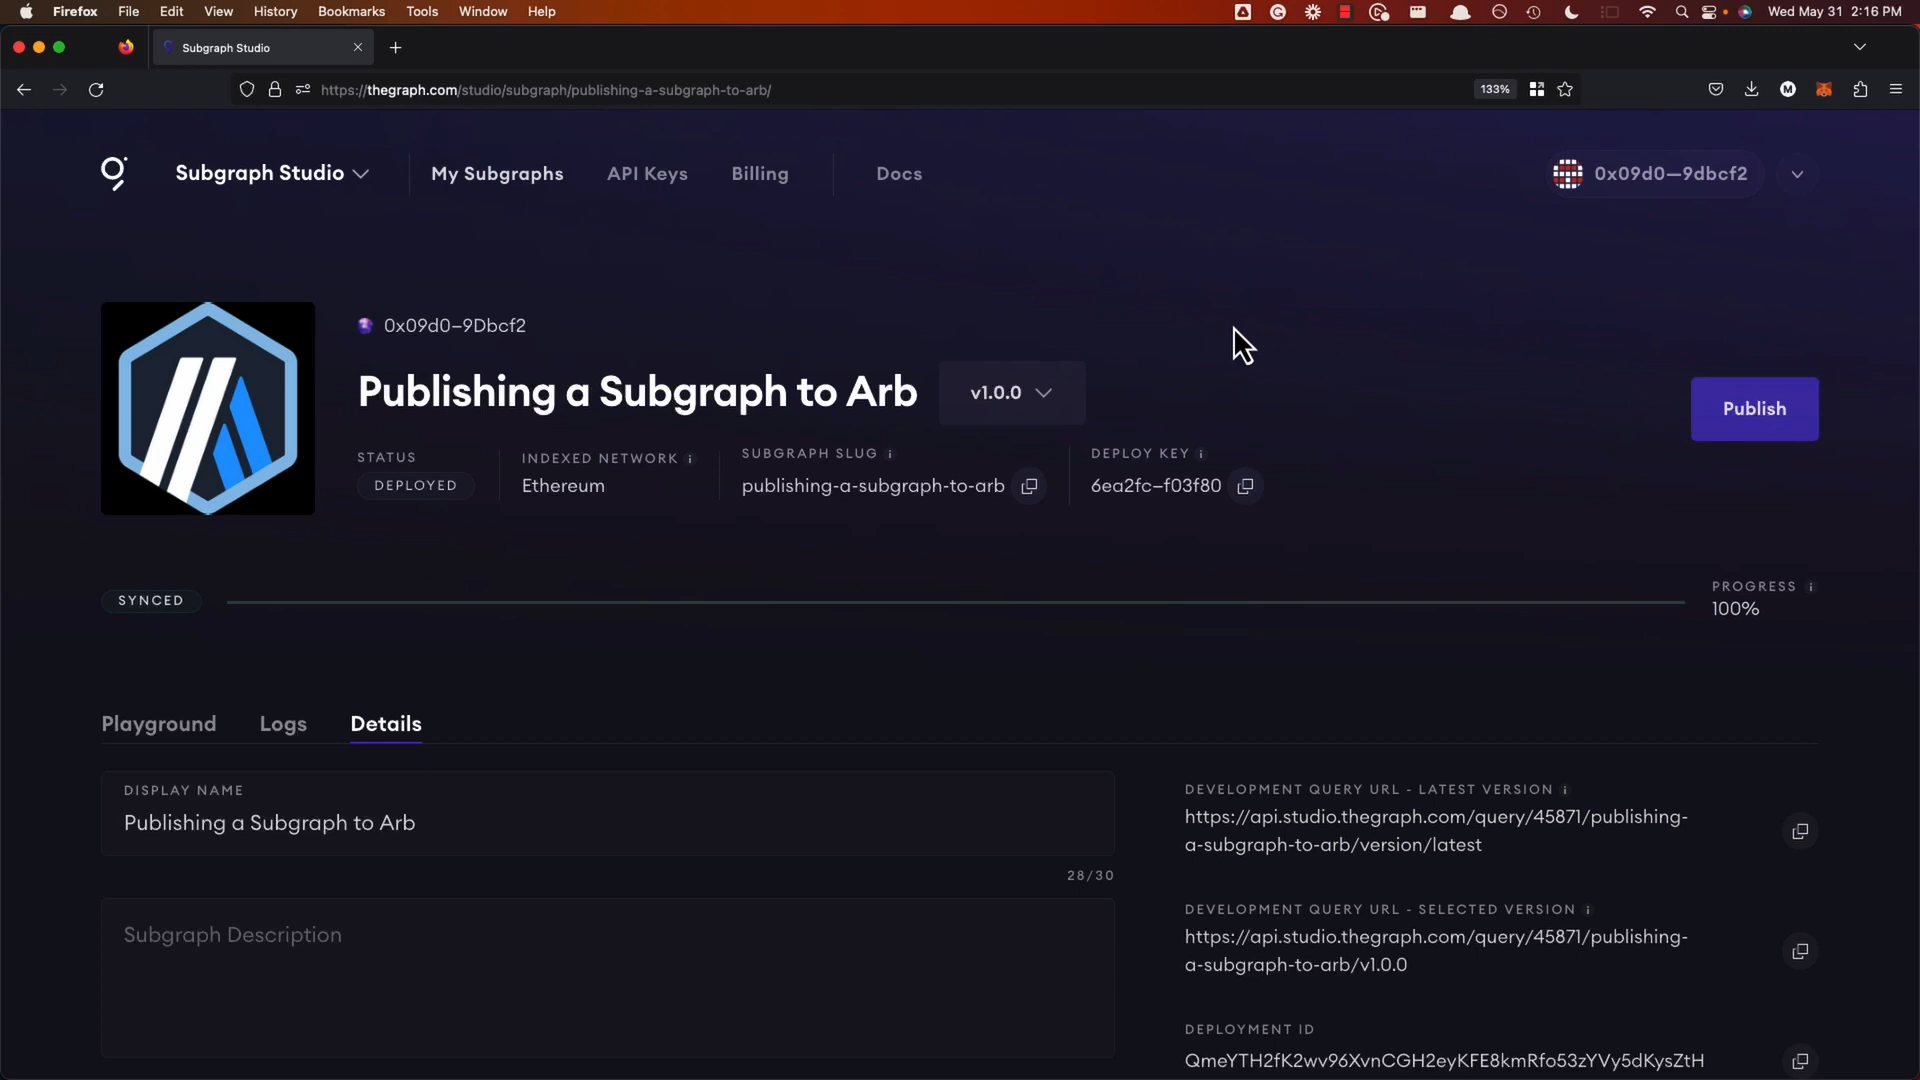 Firefox File Edit View History Bookmarks Tools Window Help Wed May 31 2:16 PM
Subgraph Studio
https://thegraph.com/studio/subgraph/publishing-a-subgraph-to-arb/ 133%
Subgraph Studio My Subgraphs API Keys Billing Docs 0x09d0—9dbcf2
0x09d0—9Dbcf2
Publishing a Subgraph to Arb v1.0.0
Publish
STATUS INDEXED NETWORK SUBGRAPH SLUG DEPLOY KEY
DEPLOYED Ethereum publishing-a-subgraph-to-arb 6ea2fc—f03f80
SYNCED
PROGRESS
100%
Playground Logs Details
DISPLAY NAME
Publishing a Subgraph to Arb
28/30
Subgraph Description
DEVELOPMENT QUERY URL - LATEST VERSION
https://api.studio.thegraph.com/query/45871/publishing-
a-subgraph-to-arb/version/latest
DEVELOPMENT QUERY URL - SELECTED VERSION
https://api.studio.thegraph.com/query/45871/publishing-
a-subgraph-to-arb/v1.0.0
DEPLOYMENT ID
QmeYTH2fK2wv96XvnCGH2eyKFE8kmRfo53zYVy5dKysZtH